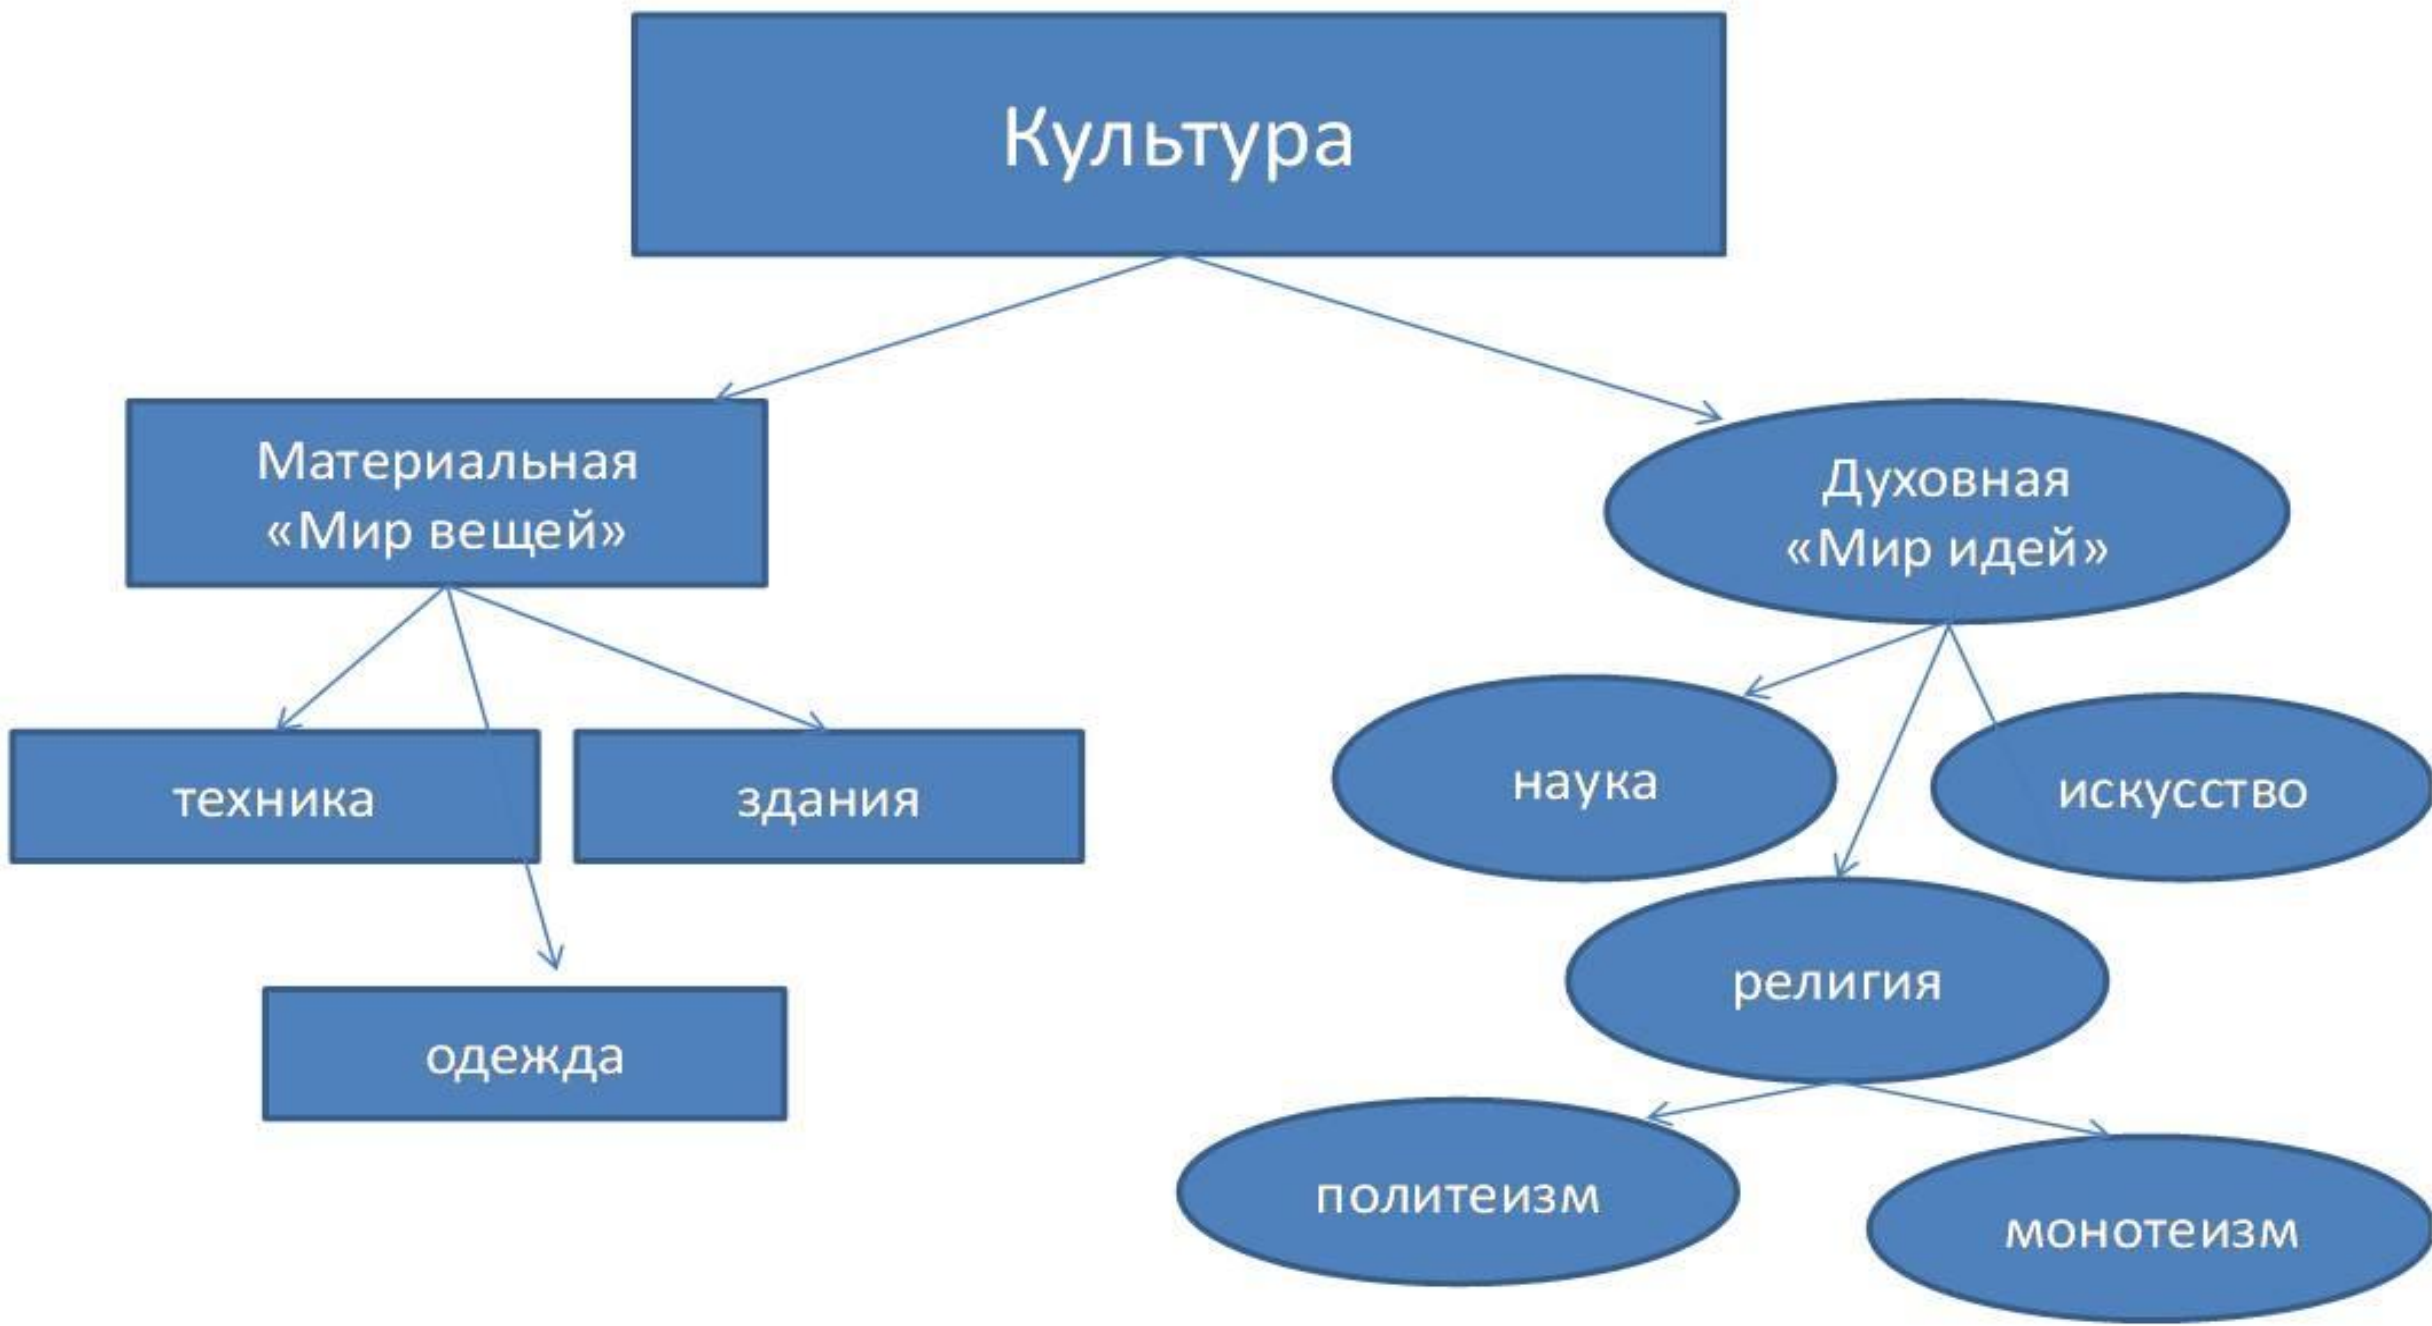 Культура
Материальная
«Мир вещей»
Духовная
«Мир идей»
техника
здания
наука
искусство
одежда
религия
политеизм
монотеизм